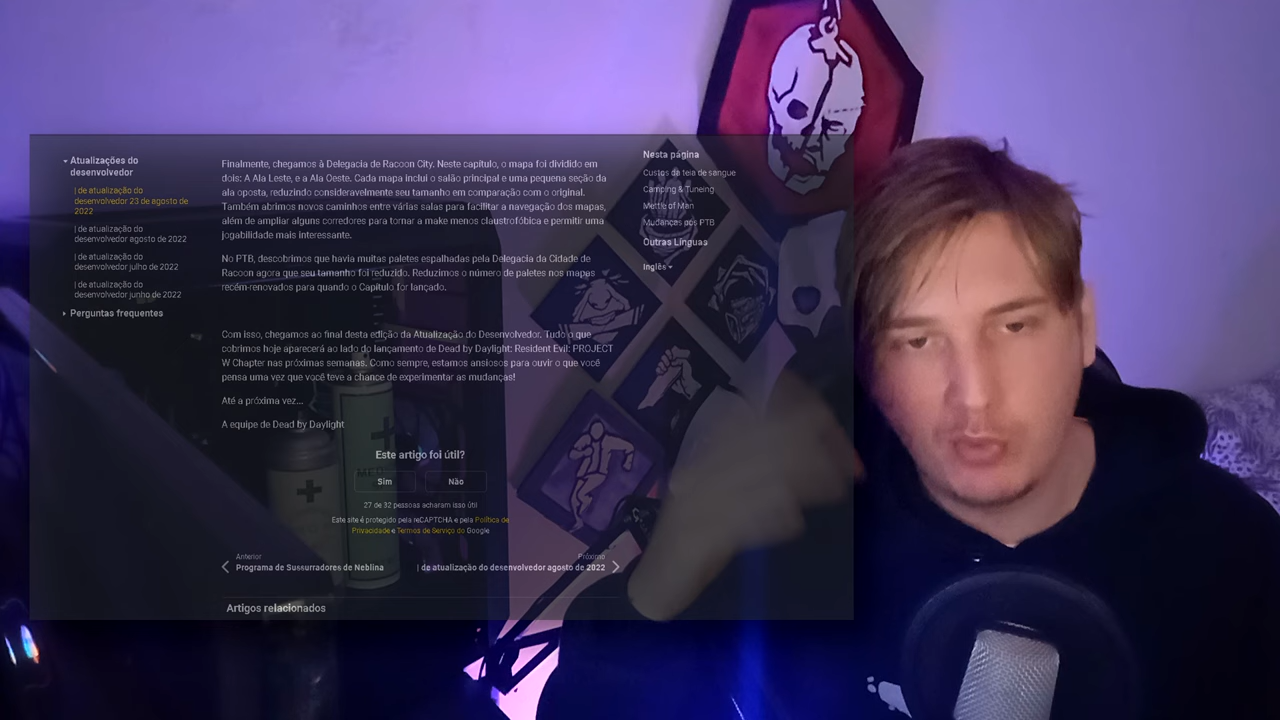 Atualizações do
desenvolvedor
| de atualização do
desenvolvedor 23 de agosto de
2022
| de atualização do
desenvolvedor agosto de 2022
| de atualização do
desenvolvedor julho de 2022
| de atualização do
desenvolvedor junho de 2022
Perguntas frequentes
Finalmente, chegamos à Delegacia de Racoon City. Neste capítulo, o mapa foi dividido em
dois: A Ala Leste, e a Ala Oeste. Cada mapa inclui o salão principal e uma pequena seção da
ala oposta, reduzindo consideravelmente seu tamanho em comparação com o original.
Também abrimos novos caminhos entre várias salas para facilitar a navegação dos mapas,
além de ampliar alguns corredores para tornar a make menos claustrofóbica e permitir uma
jogabilidade mais interessante.
No PTB, descobrimos que havia muitas paletes espalhadas pela Delegacia da Cidade de
Racoon agora que seu tamanho foi reduzido. Reduzimos o número de paletes nos mapas
recém-renovados para quando o Capítulo for lançado.
Com isso, chegamos ao final desta edição da Atualização do Desenvolvedor. Tudo o que
cobrimos hoje aparecerá ao lado do lançamento de Dead by Daylight: Resident Evil: PROJECT
W Chapter nas próximas semanas. Como sempre, estamos ansiosos para ouvir o que você
pensa uma vez que você teve a chance de experimentar as mudanças!
Até a próxima vez...
A equipe de Dead by Daylight
Este artigo foi útil?
Sim
Não
27 de 32 pessoas acharam isso útil
Este site é protegido pela reCAPTCHA e pela Política de
Privacidade e Termos de Serviço do Google
Anterior
Programa de Sussurradores de Neblina
Próximo
| de atualização do desenvolvedor agosto de 2022
Artigos relacionados
Nesta página
Custos da teia de sangue
Camping & Tuneing
Mettle of Man
Mudanças pós PTB
Outras Línguas
Inglês